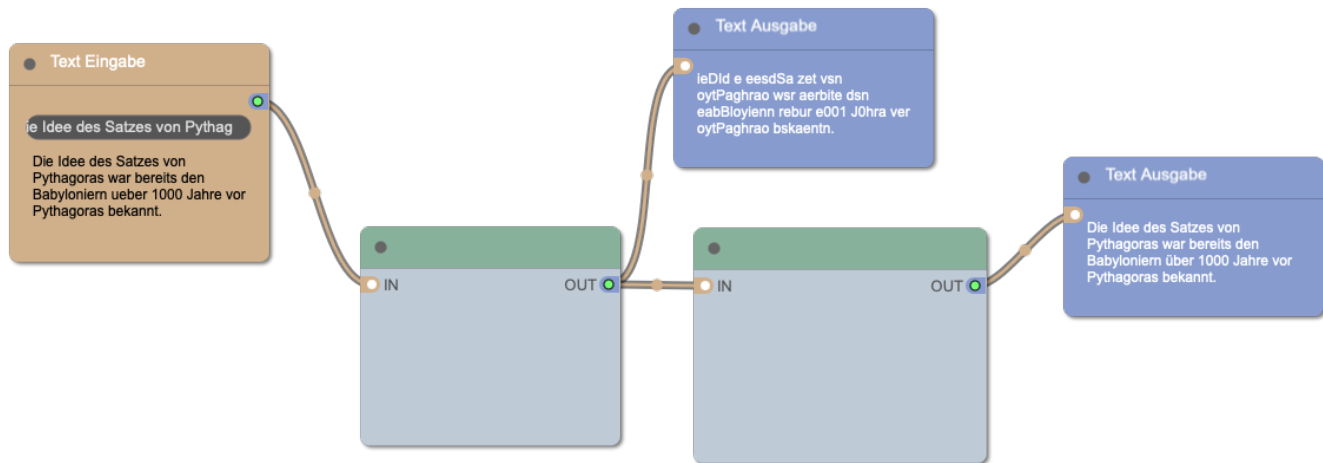 Text Eingabe
ie Idee des Satzes von Pythag
Die Idee des Satzes von
Pythagoras war bereits den
Babyloniern ueber 1000 Jahre vor
Pythagoras bekannt.
IN
OUT
Text Ausgabe
ieDId e eesdSa zet vsn
oytPaghrao wsr aerbite dsn
eabBloyienn rebur e001 J0hra ver
oytPaghrao bskaentn.
IN
OUT
Text Ausgabe
Die Idee des Satzes von
Pythagoras war bereits den
Babyloniern über 1000 Jahre vor
Pythagoras bekannt.